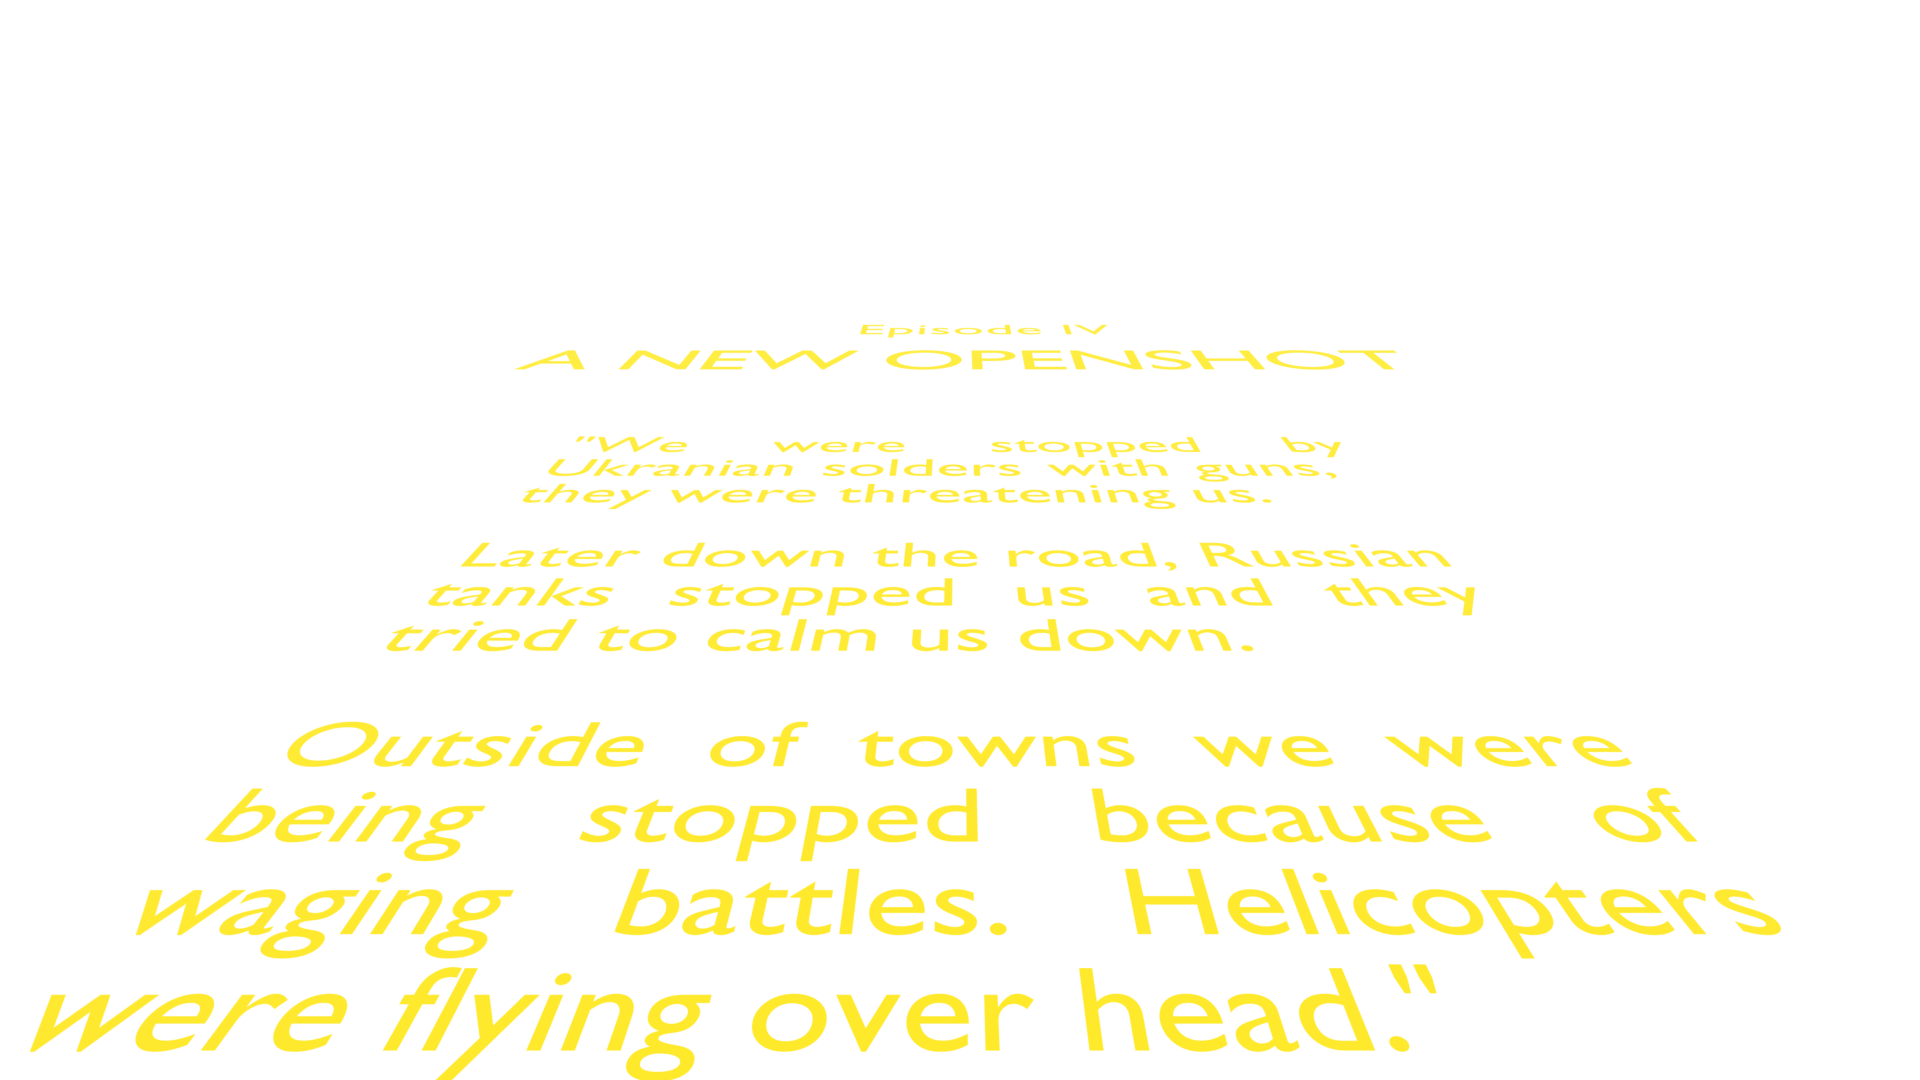 Episode IV
A NEW OPENSHOT
"We were stopped by
Ukranian solders with guns,
they were threatening us.
Later down the road, Russian
tanks stopped us and they
tried to calm us down.
Outside of towns we were
being stopped because of
waging battles. Helicopters
were flying over head."